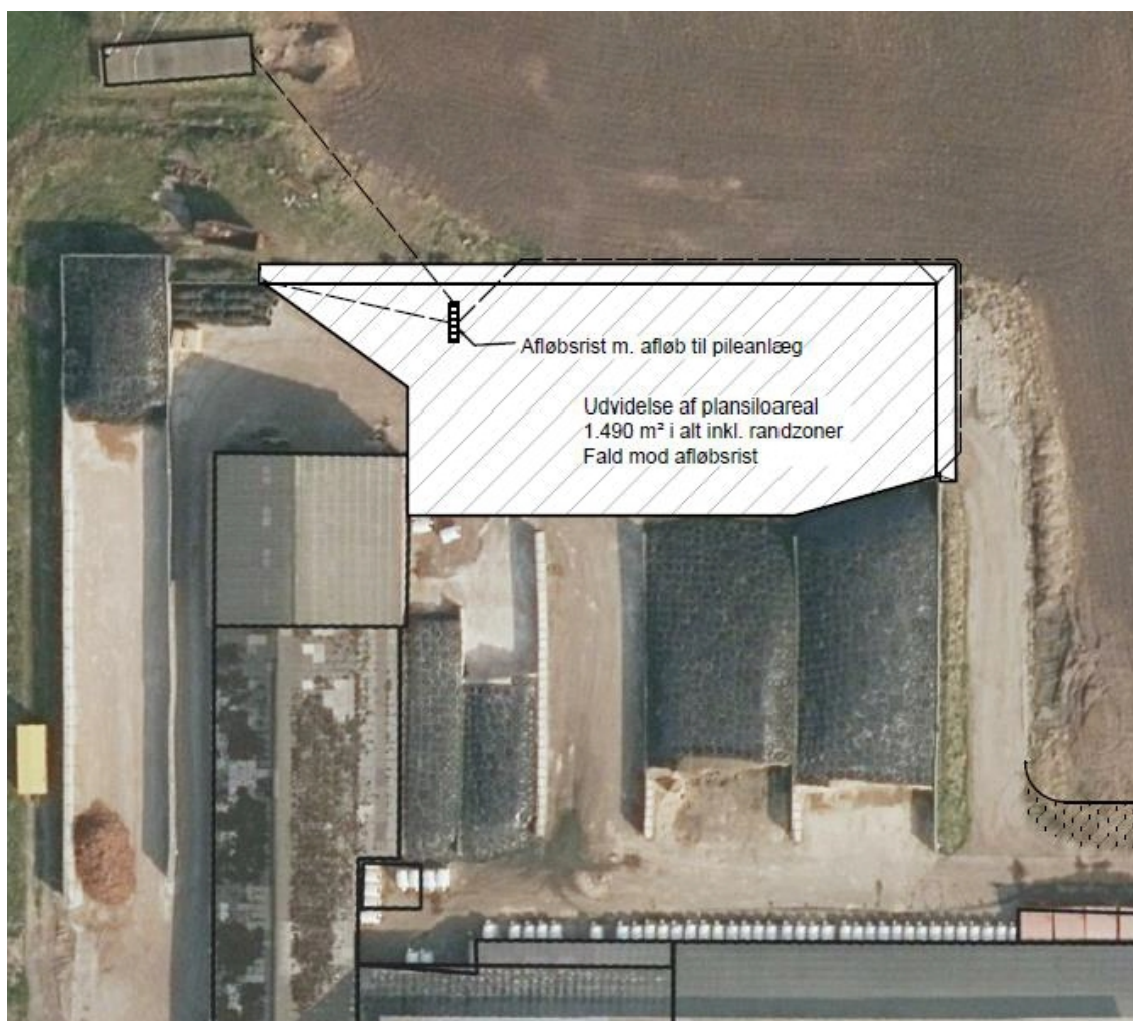 Afløbsrist m. afløb til pileanlæg
Udvidelse af plansiloareal
1.490 m² i alt inkl. randzoner
Fald mod afløbsrist